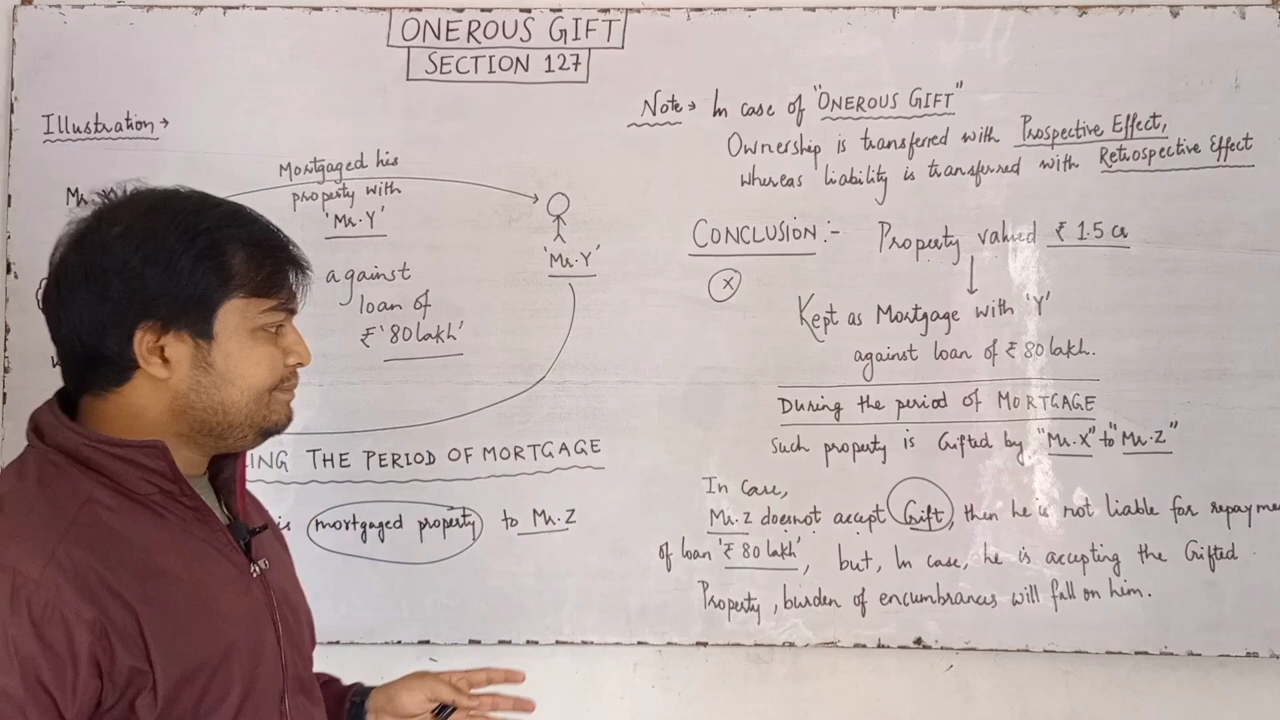 ONEROUS GIFT
SECTION 127
Illustration→
Mortgaged his
property with
'Mr.Y'
against
loan of
₹'80 lakh'
'Mr.Y'
ING THE PERIOD OF MORTGAGE
is mortgaged property to Mr.Z
Note→ In case of "ONEROUS GIFT"
Ownership is transferred with Prospective Effect,
whereas liability is transferred with Retrospective Effect
CONCLUSION:- Property valued ₹ 1.5 cr
X
Kept as Mortgage with 'Y'
against loan of ₹ 80 lakh.
During the period of MORTGAGE
Such property is Gifted by "Mr.X" to "Mr.Z"
In Case,
Mr.Z doesnot accept Gift, then he is not liable for repayme
of loan '₹ 80 lakh', but, In case, he is accepting the Gifted
Property, burden of encumbrances will fall on him.